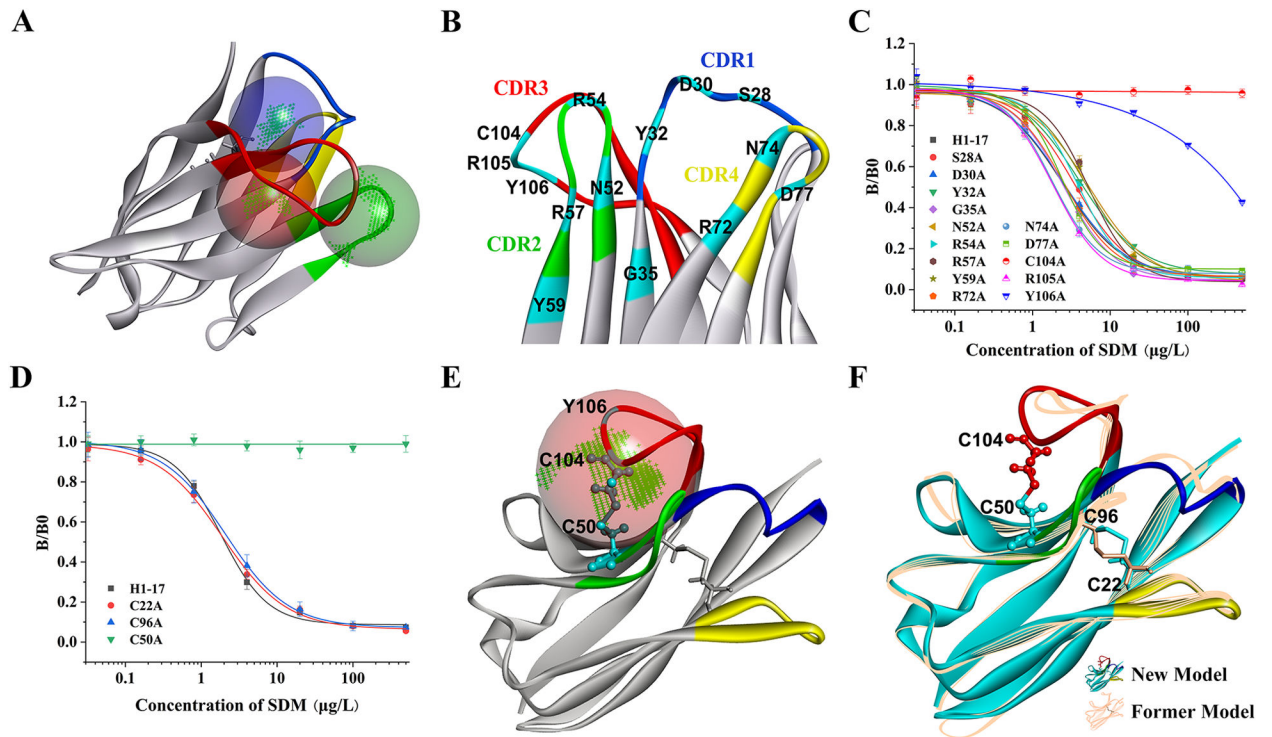 A
B
CDR1
D30
S28
CDR3
R54
C104
Y32
N74
R105
CDR4
Y106
N52
D77
R57
R72
CDR2
G35
Y59
C
1.2
1.0
0.8
0.6
0.4
0.2
0.0
B/B0
H1-17
S28A
D30A
Y32A
G35A
N52A
R54A
R57A
Y59A
R72A
N74A
D77A
C104A
R105A
Y106A
0.1 1 10 100
Concentration of SDM (μg/L)
D
1.2
1.0
0.8
0.6
0.4
0.2
0.0
B/B0
H1-17
C22A
C96A
C50A
0.1 1 10 100
Concentration of SDM (μg/L)
E
Y106
C104
C50
F
C104
C50
C96
C22
New Model
Former Model